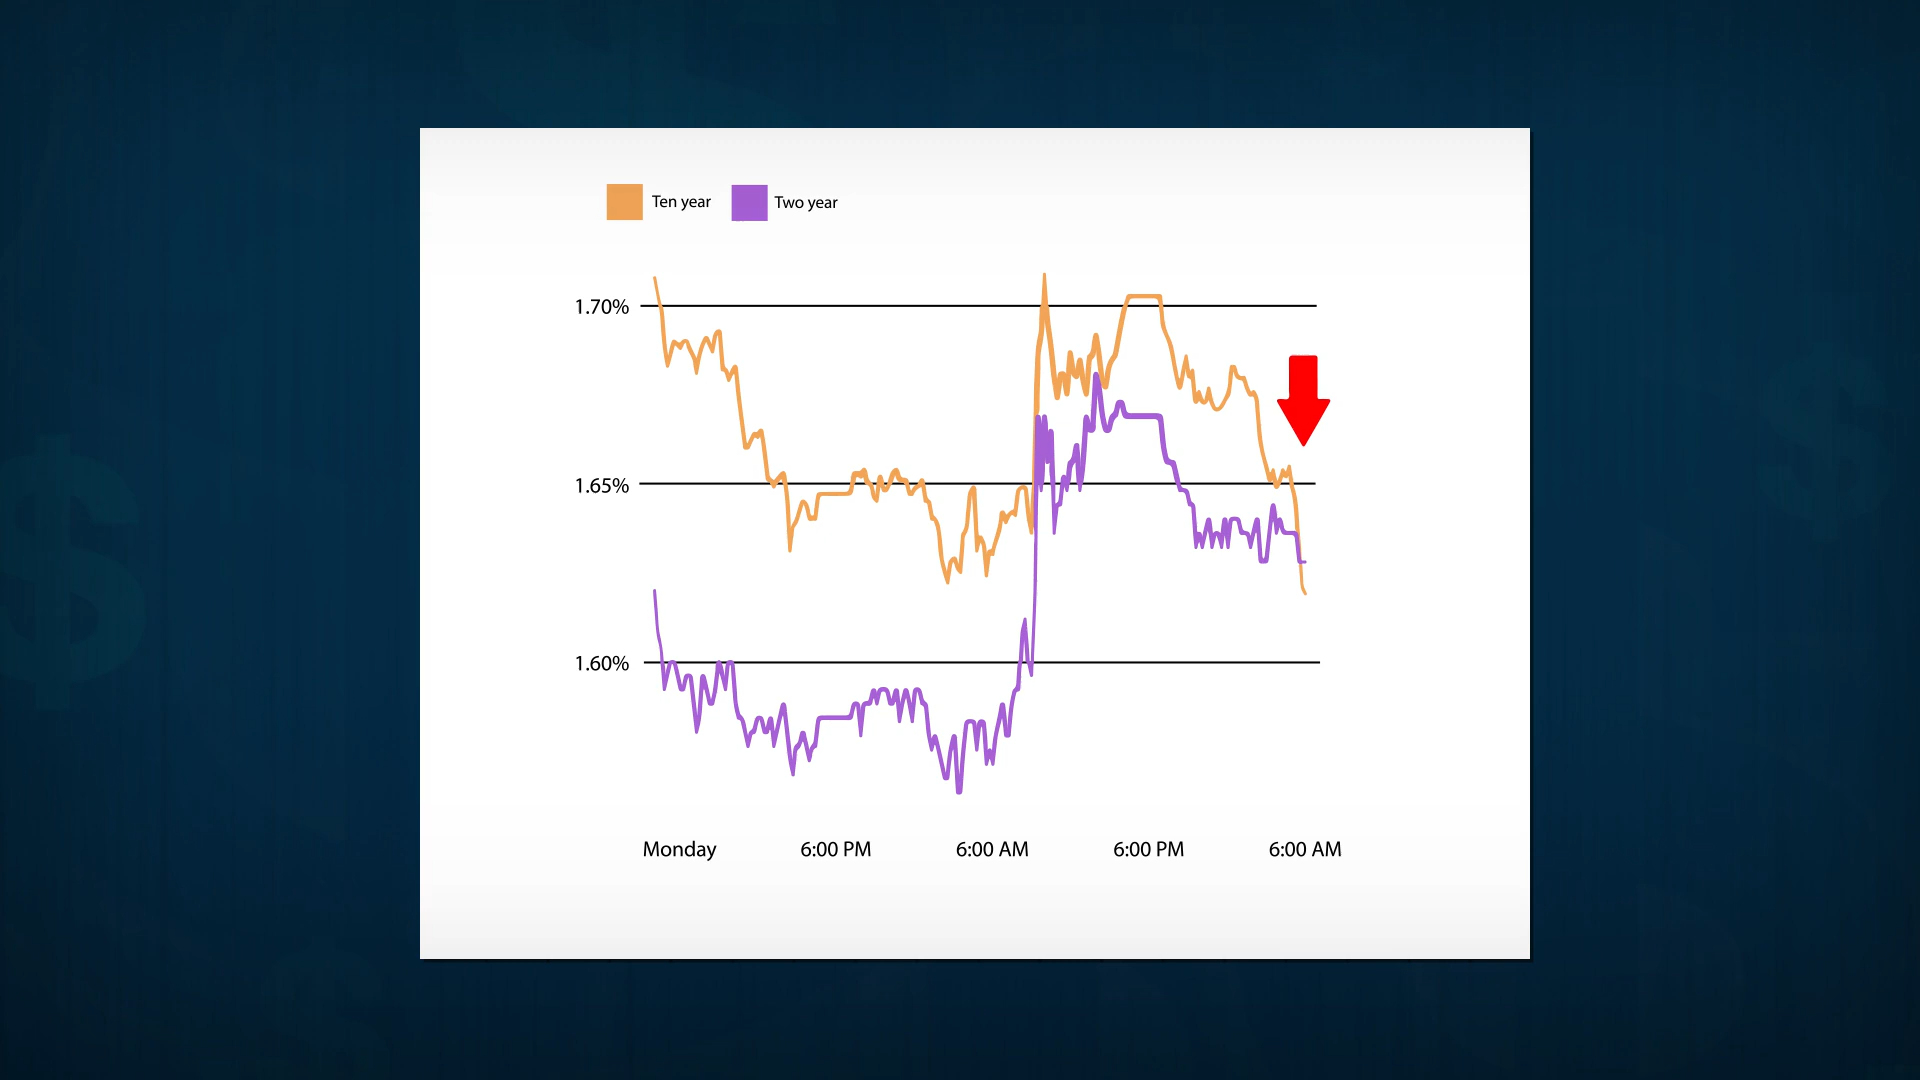 Ten year Two year
1.70%
1.65%
1.60%
Monday 6:00 PM 6:00 AM 6:00 PM 6:00 AM